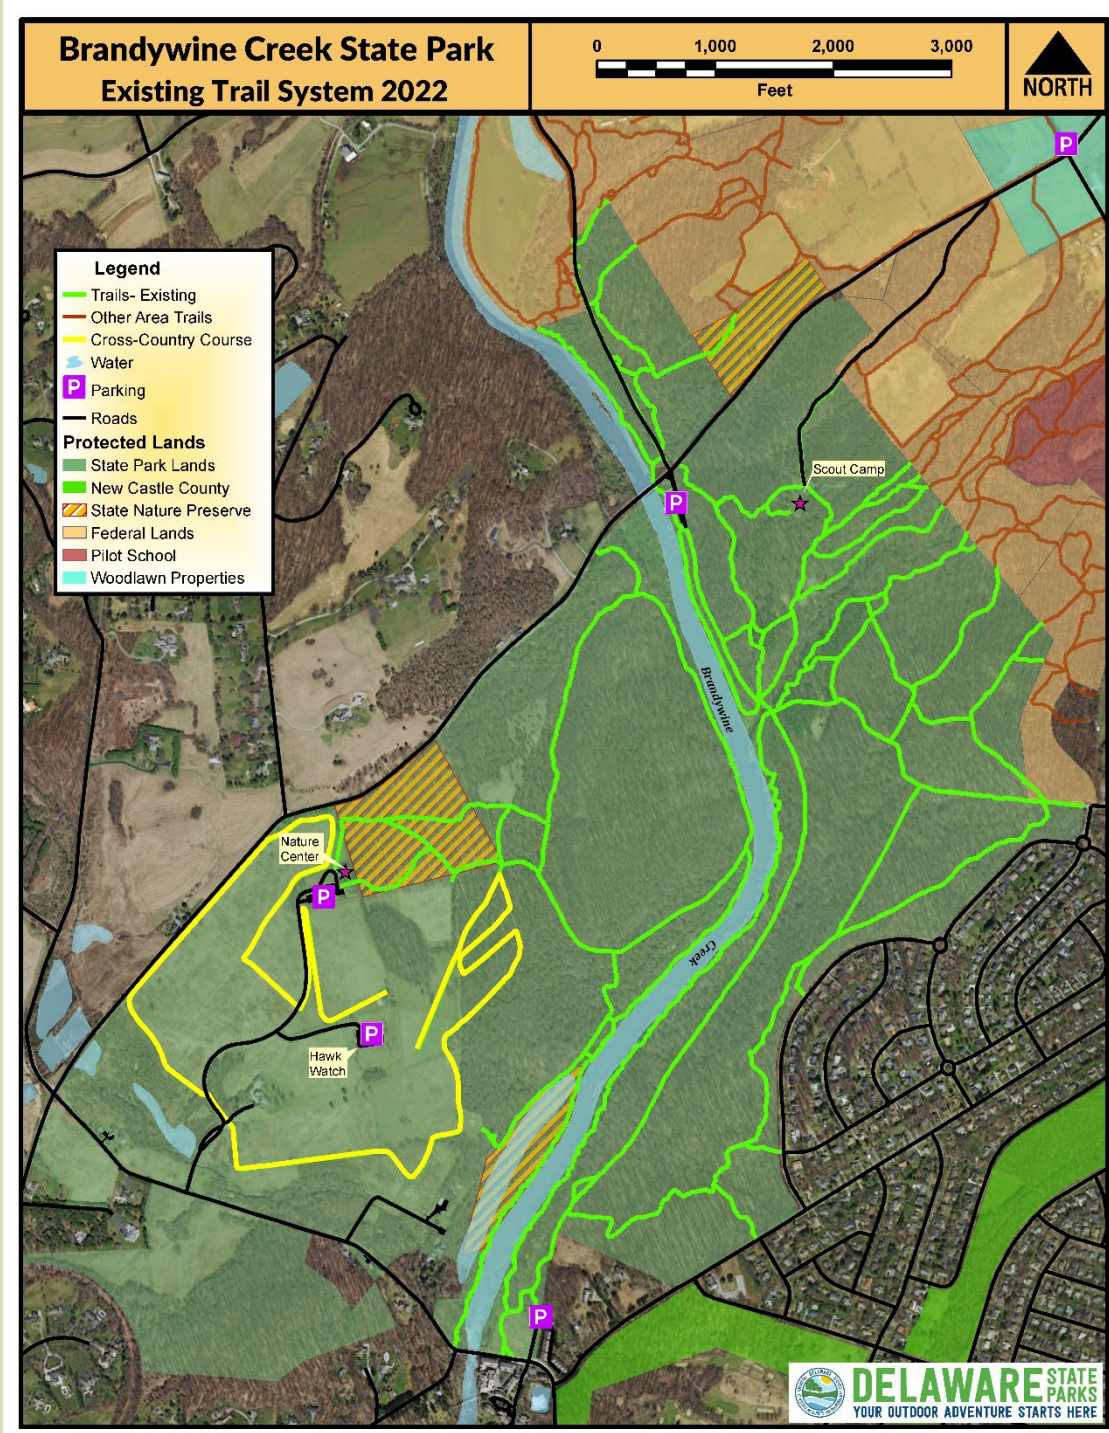 Brandywine Creek State Park
Existing Trail System 2022
0 1,000 2,000 3,000
Feet
NORTH
P
Legend
Trails- Existing
Other Area Trails
Cross-Country Course
Water
P Parking
Roads
Protected Lands
State Park Lands
New Castle County
State Nature Preserve
Federal Lands
Pilot School
Woodlawn Properties
Scout Camp
P
Brandywine
Nature
Center
P
Creek
P
Hawk
Watch
P
DELAWARE STATE PARKS
YOUR OUTDOOR ADVENTURE STARTS HERE